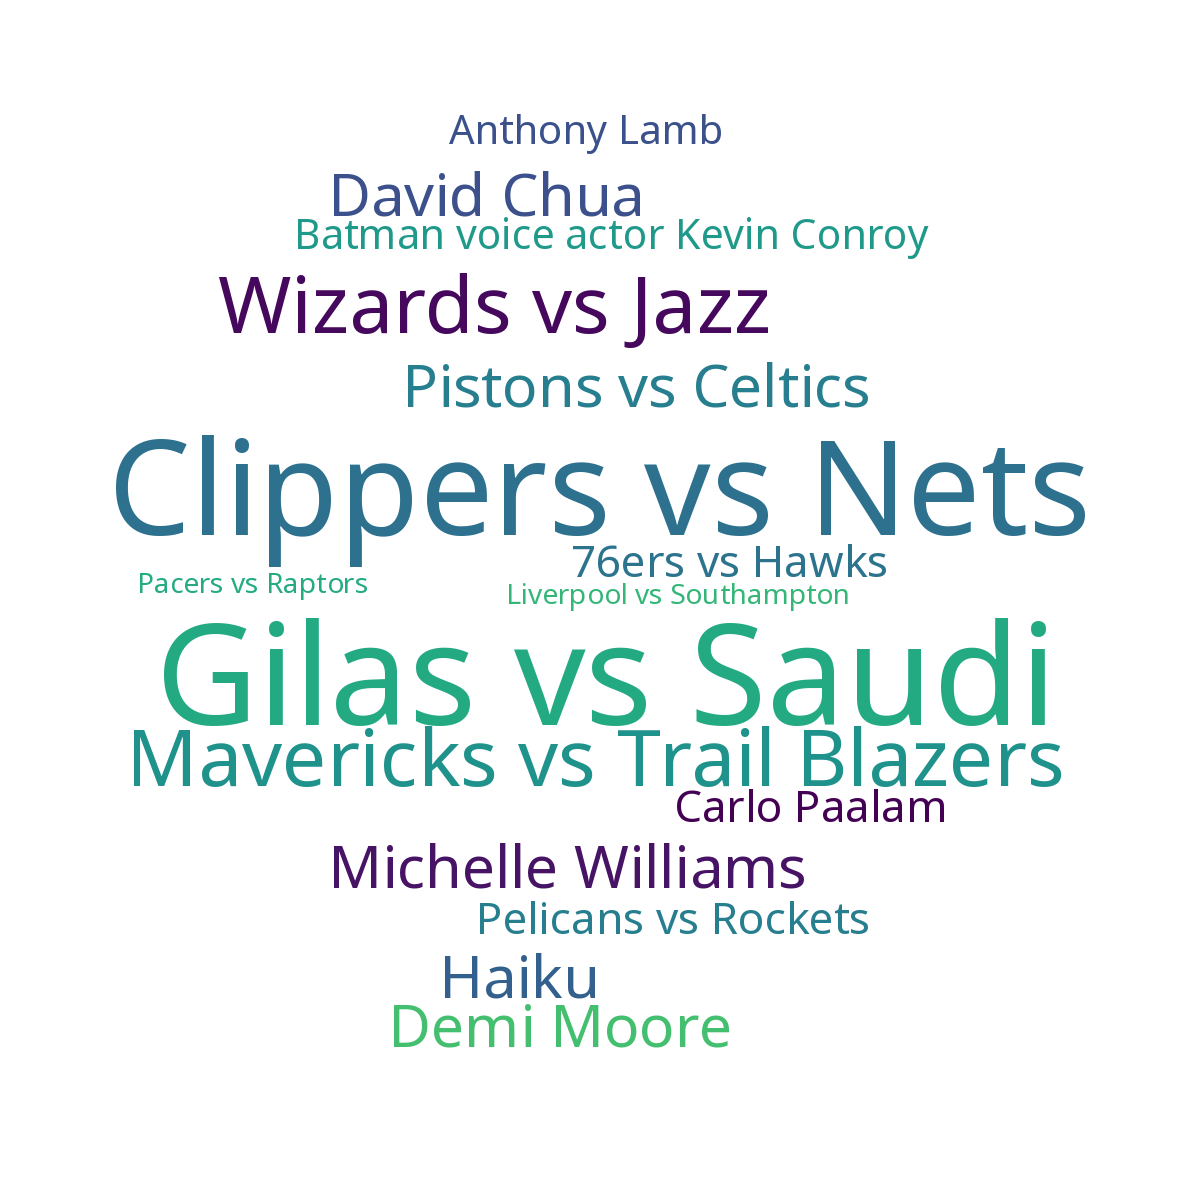 Anthony Lamb
David Chua
Batman voice actor Kevin Conroy
Wizards vs Jazz
Pistons vs Celtics
Clippers vs Nets
76ers vs Hawks
Pacers vs Raptors
Liverpool vs Southampton
Gilas vs Saudi
Mavericks vs Trail Blazers
Carlo Paalam
Michelle Williams
Pelicans vs Rockets
Haiku
Demi Moore